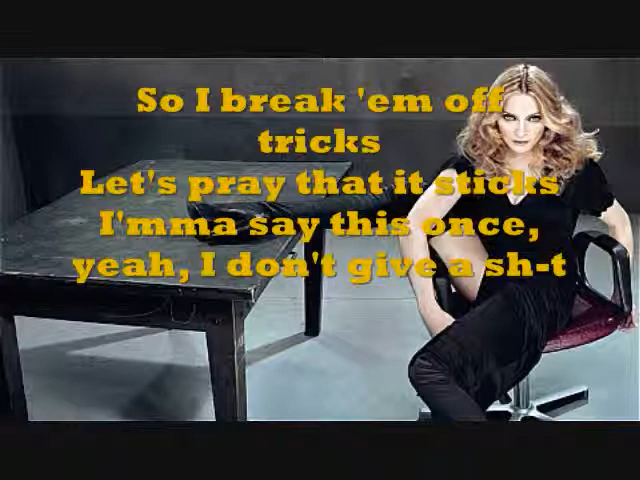 So I break 'em off
tricks
Let's pray that it sticks
I'mma say this once,
yeah, I don't give a sh-t